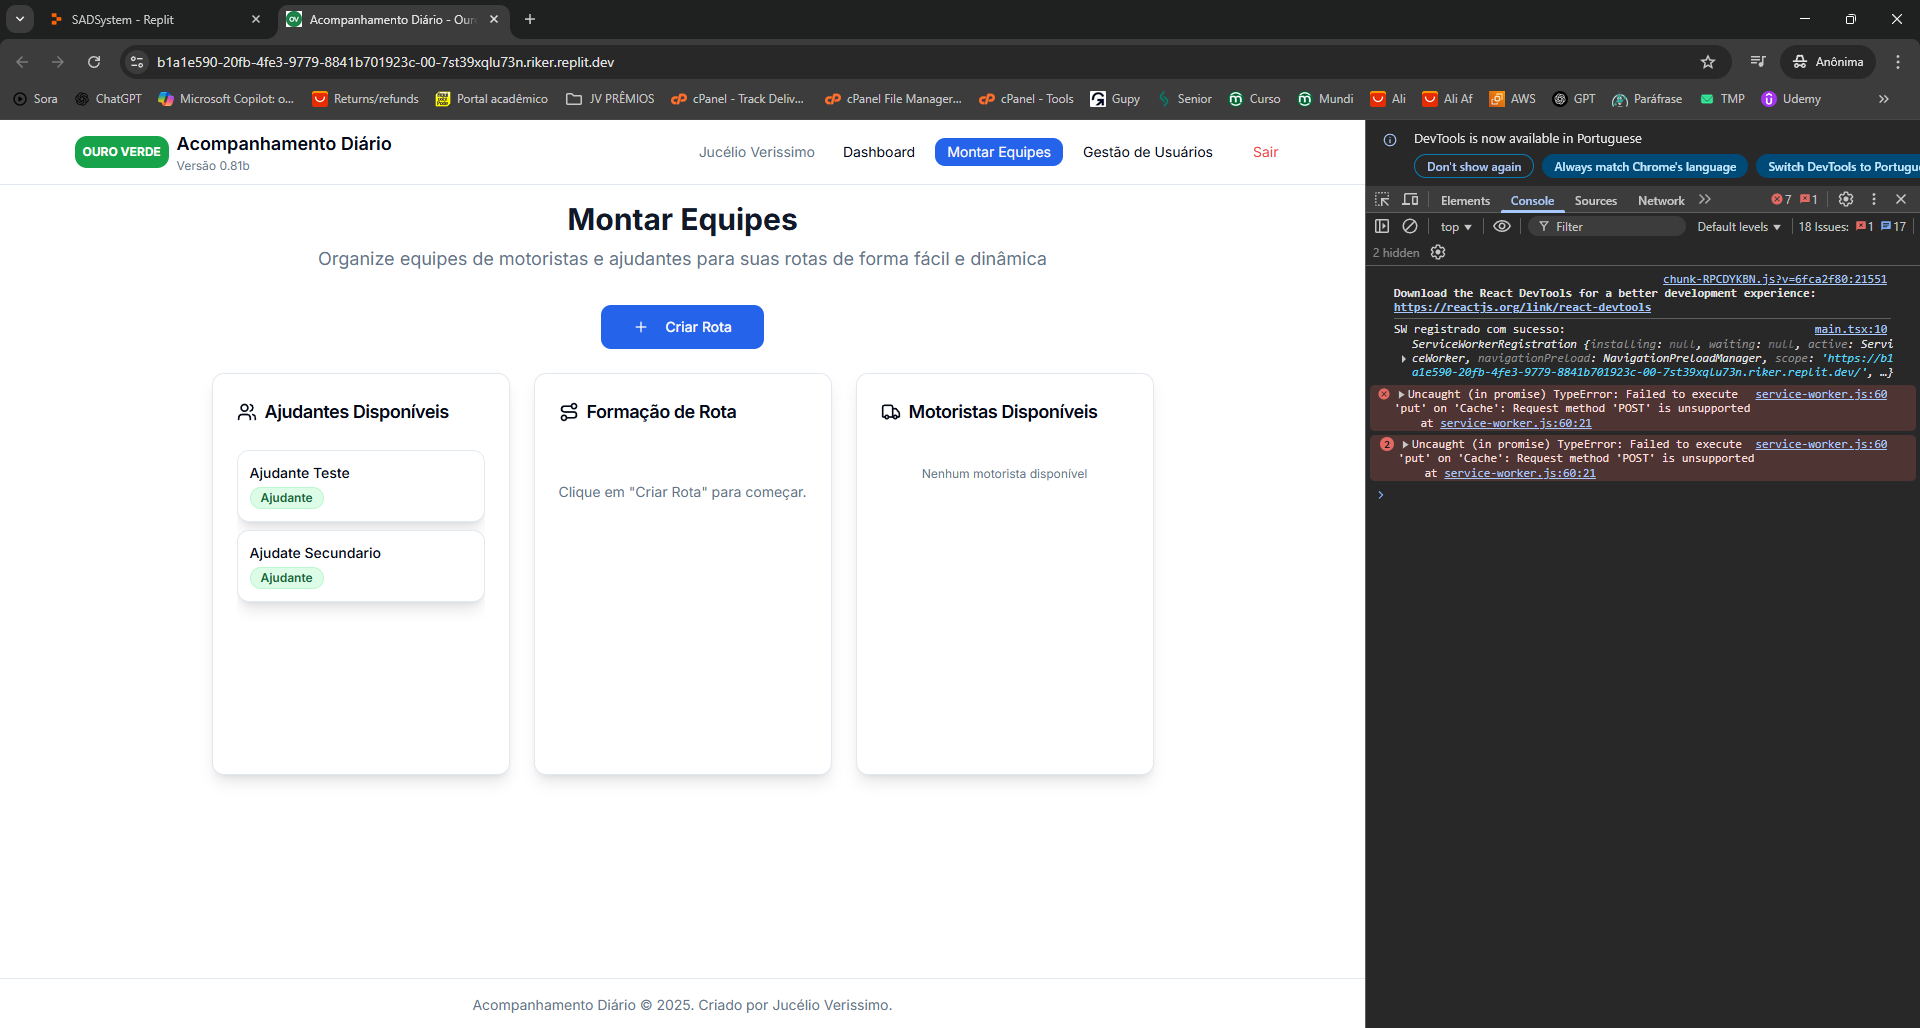 SADSystem - Replit
Acompanhamento Diário - Our
b1a1e590-20fb-4fe3-9779-8841b701923c-00-7st39xqlu73n.riker.replit.dev
Anônima
Sora
ChatGPT
Microsoft Copilot: o...
Returns/refunds
Portal acadêmico
JV PRÊMIOS
cPanel - Track Deliv...
cPanel File Manager...
cPanel - Tools
Gupy
Senior
Curso
Mundi
Ali
Ali Af
AWS
GPT
Paráfrase
TMP
Udemy
OURO VERDE
Acompanhamento Diário
Versão 0.81b
Jucélio Verissimo
Dashboard
Montar Equipes
Gestão de Usuários
Sair
Montar Equipes
Organize equipes de motoristas e ajudantes para suas rotas de forma fácil e dinâmica
+ Criar Rota
Ajudantes Disponíveis
Ajudante Teste
Ajudante
Ajudate Secundario
Ajudante
Formação de Rota
Clique em "Criar Rota" para começar.
Motoristas Disponíveis
Nenhum motorista disponível
Acompanhamento Diário © 2025. Criado por Jucélio Verissimo.
DevTools is now available in Portuguese
Don't show again
Always match Chrome's language
Switch DevTools to Portugu
Elements
Console
Sources
Network
7
1
top
Filter
Default levels
18 Issues: 1 17
2 hidden
chunk-RPCDYKBN.js?v=6fca2f80:21551
Download the React DevTools for a better development experience:
https://reactjs.org/link/react-devtools
SW registrado com sucesso: main.tsx:10
ServiceWorkerRegistration {installing: null, waiting: null, active: Servi
ceWorker, navigationPreload: NavigationPreloadManager, scope: 'https://b1
a1e590-20fb-4fe3-9779-8841b701923c-00-7st39xqlu73n.riker.replit.dev/', …}
Uncaught (in promise) TypeError: Failed to execute service-worker.js:60
'put' on 'Cache': Request method 'POST' is unsupported
at service-worker.js:60:21
2 Uncaught (in promise) TypeError: Failed to execute service-worker.js:60
'put' on 'Cache': Request method 'POST' is unsupported
at service-worker.js:60:21